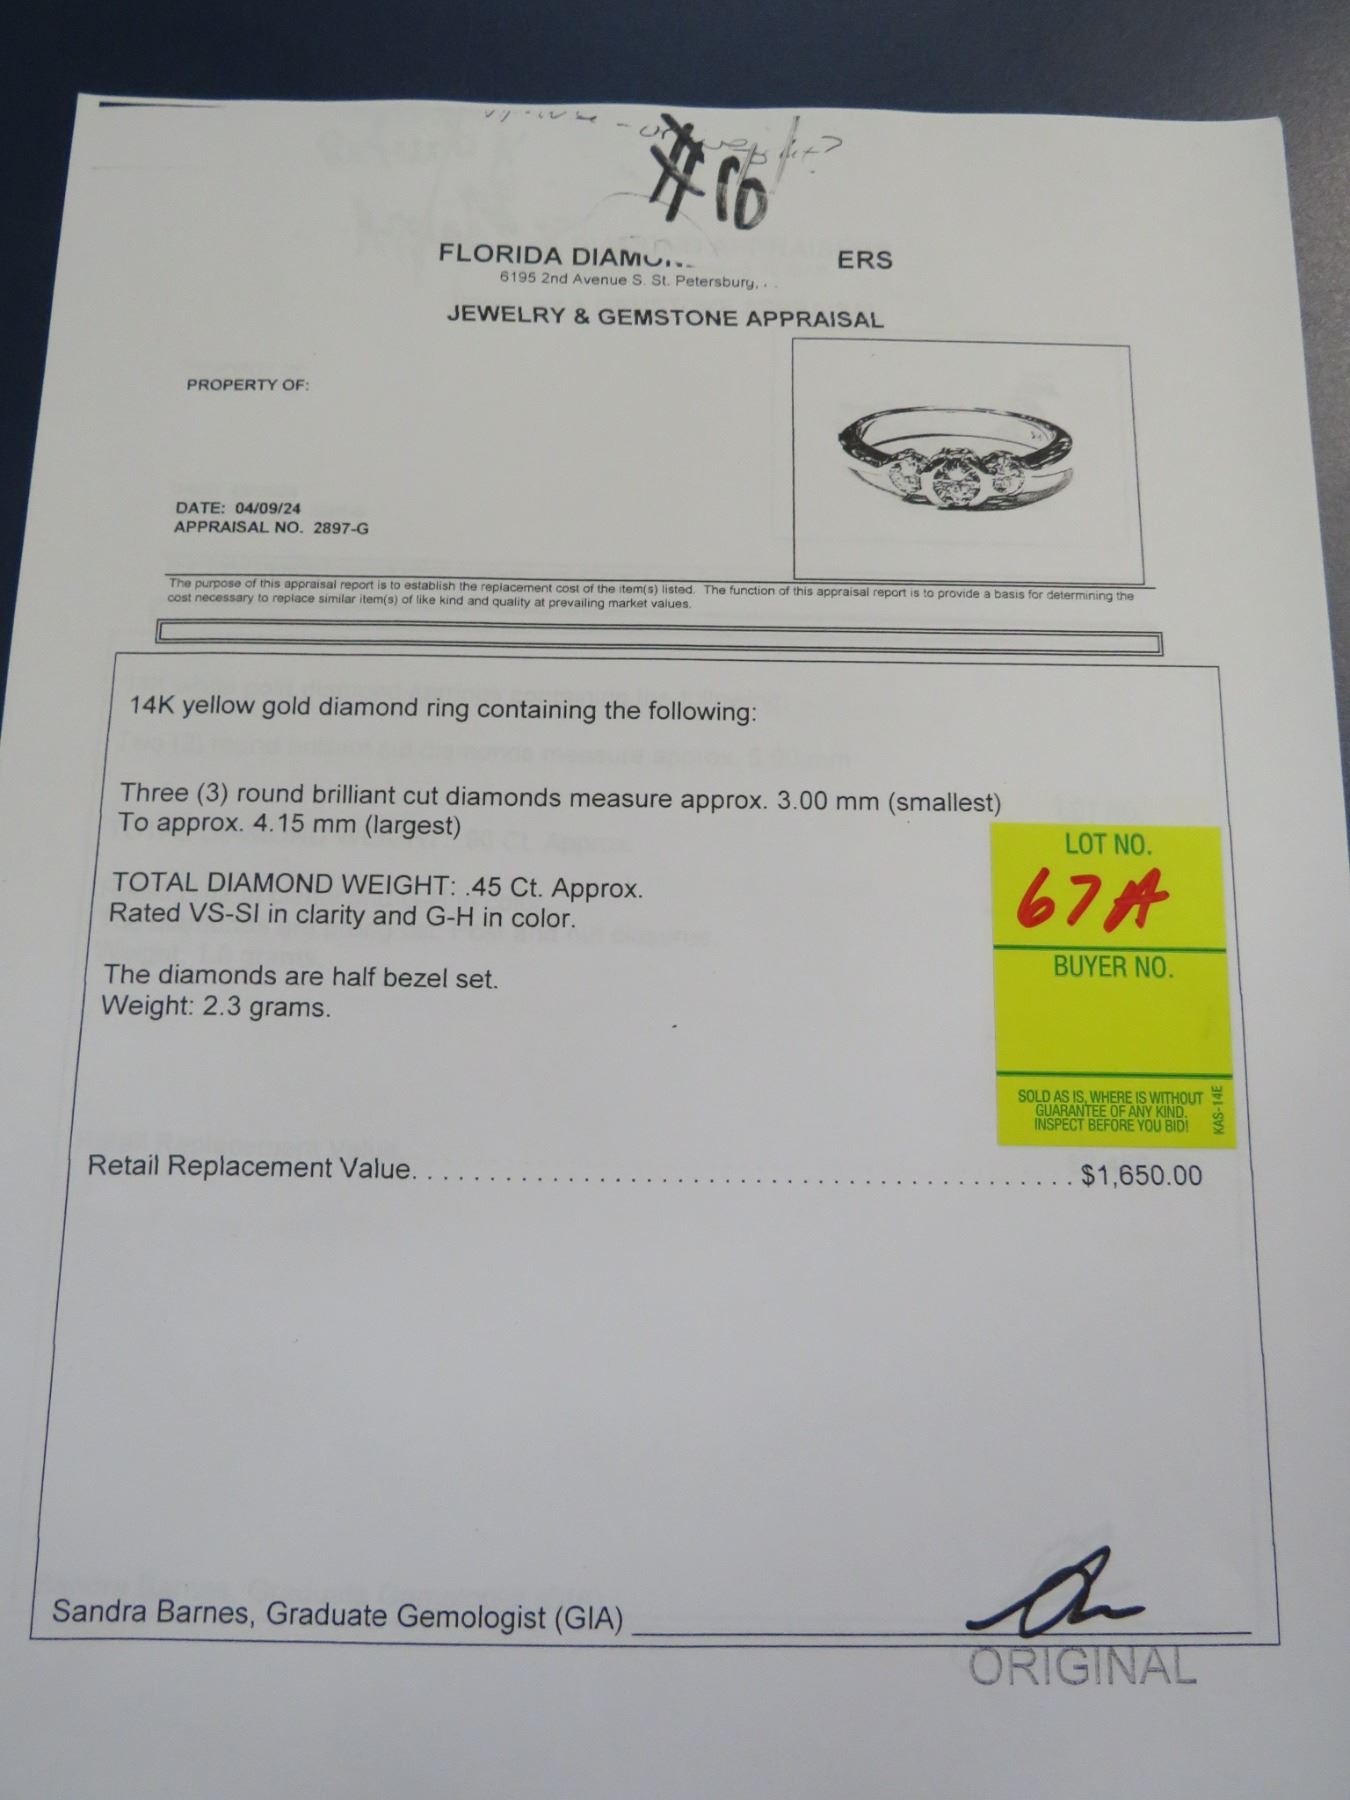 #10
FLORIDA DIAM ERS
6195 2nd Avenue S. St. Petersburg,
JEWELRY & GEMSTONE APPRAISAL
PROPERTY OF:
DATE: 04/09/24
APPRAISAL NO. 2897-G
The purpose of this appraisal report is to establish the replacement cost of the item(s) listed. The function of this appraisal report is to provide a basis for determining the
cost necessary to replace similar item(s) of like kind and quality at prevailing market values.
14K yellow gold diamond ring containing the following:
Three (3) round brilliant cut diamonds measure approx. 3.00 mm (smallest)
To approx. 4.15 mm (largest)
TOTAL DIAMOND WEIGHT: .45 Ct. Approx.
Rated VS-SI in clarity and G-H in color.
The diamonds are half bezel set.
Weight: 2.3 grams.
LOT NO.
67A
BUYER NO.
SOLD AS IS, WHERE IS WITHOUT
GUARANTEE OF ANY KIND.
INSPECT BEFORE YOU BID!
KAS-14E
Retail Replacement Value. . . . . . . . . . . . . . . . . . . . . . . . . . . . . . . . . . . . . . . . . . $1,650.00
Sandra Barnes, Graduate Gemologist (GIA)
ORIGINAL